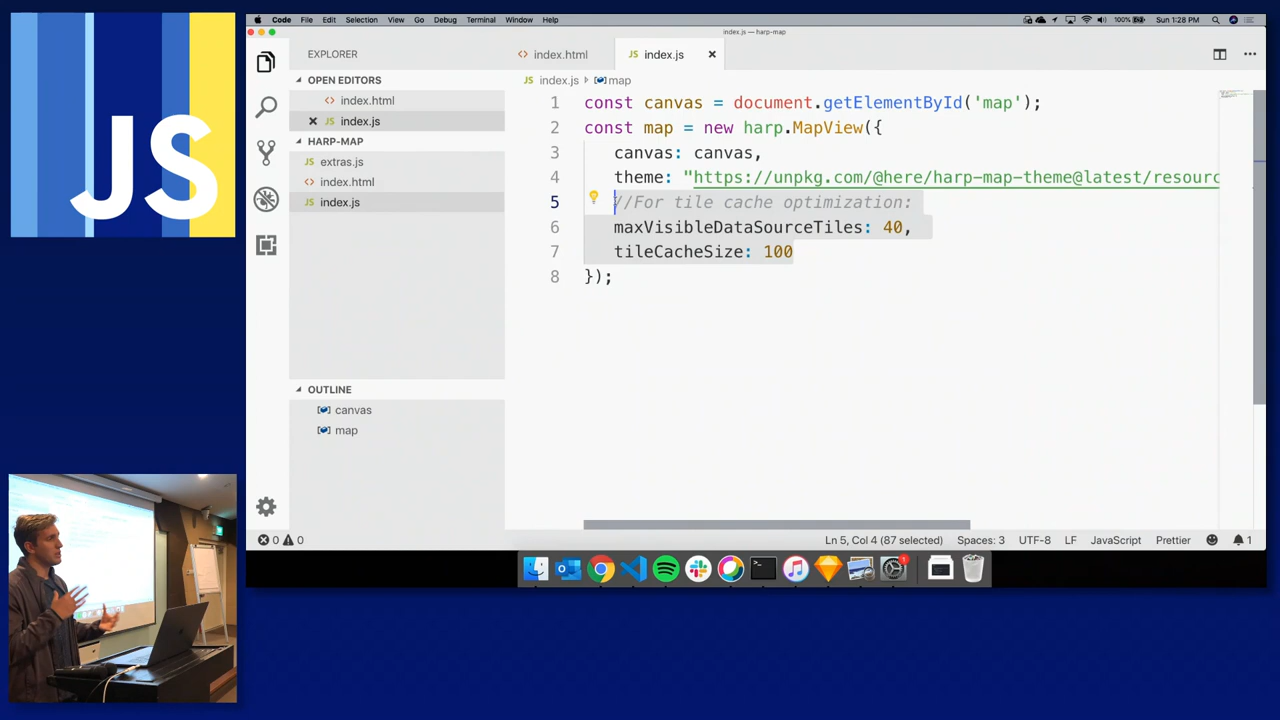 JS
Code File Edit Selection View Go Debug Terminal Window Help
100% Sun 1:28 PM
index.js — harp-map
EXPLORER
OPEN EDITORS
index.html
index.js
HARP-MAP
extras.js
index.html
JS index.js
OUTLINE
canvas
map
index.html
JS index.js
JS index.js map
1 const canvas = document.getElementById('map');
2 const map = new harp.MapView({
3 canvas: canvas,
4 theme: "https://unpkg.com/@here/harp-map-theme@latest/resourc
5 //For tile cache optimization:
6 maxVisibleDataSourceTiles: 40,
7 tileCacheSize: 100
8 });
0 0
Ln 5, Col 4 (87 selected) Spaces: 3 UTF-8 LF JavaScript Prettier 1